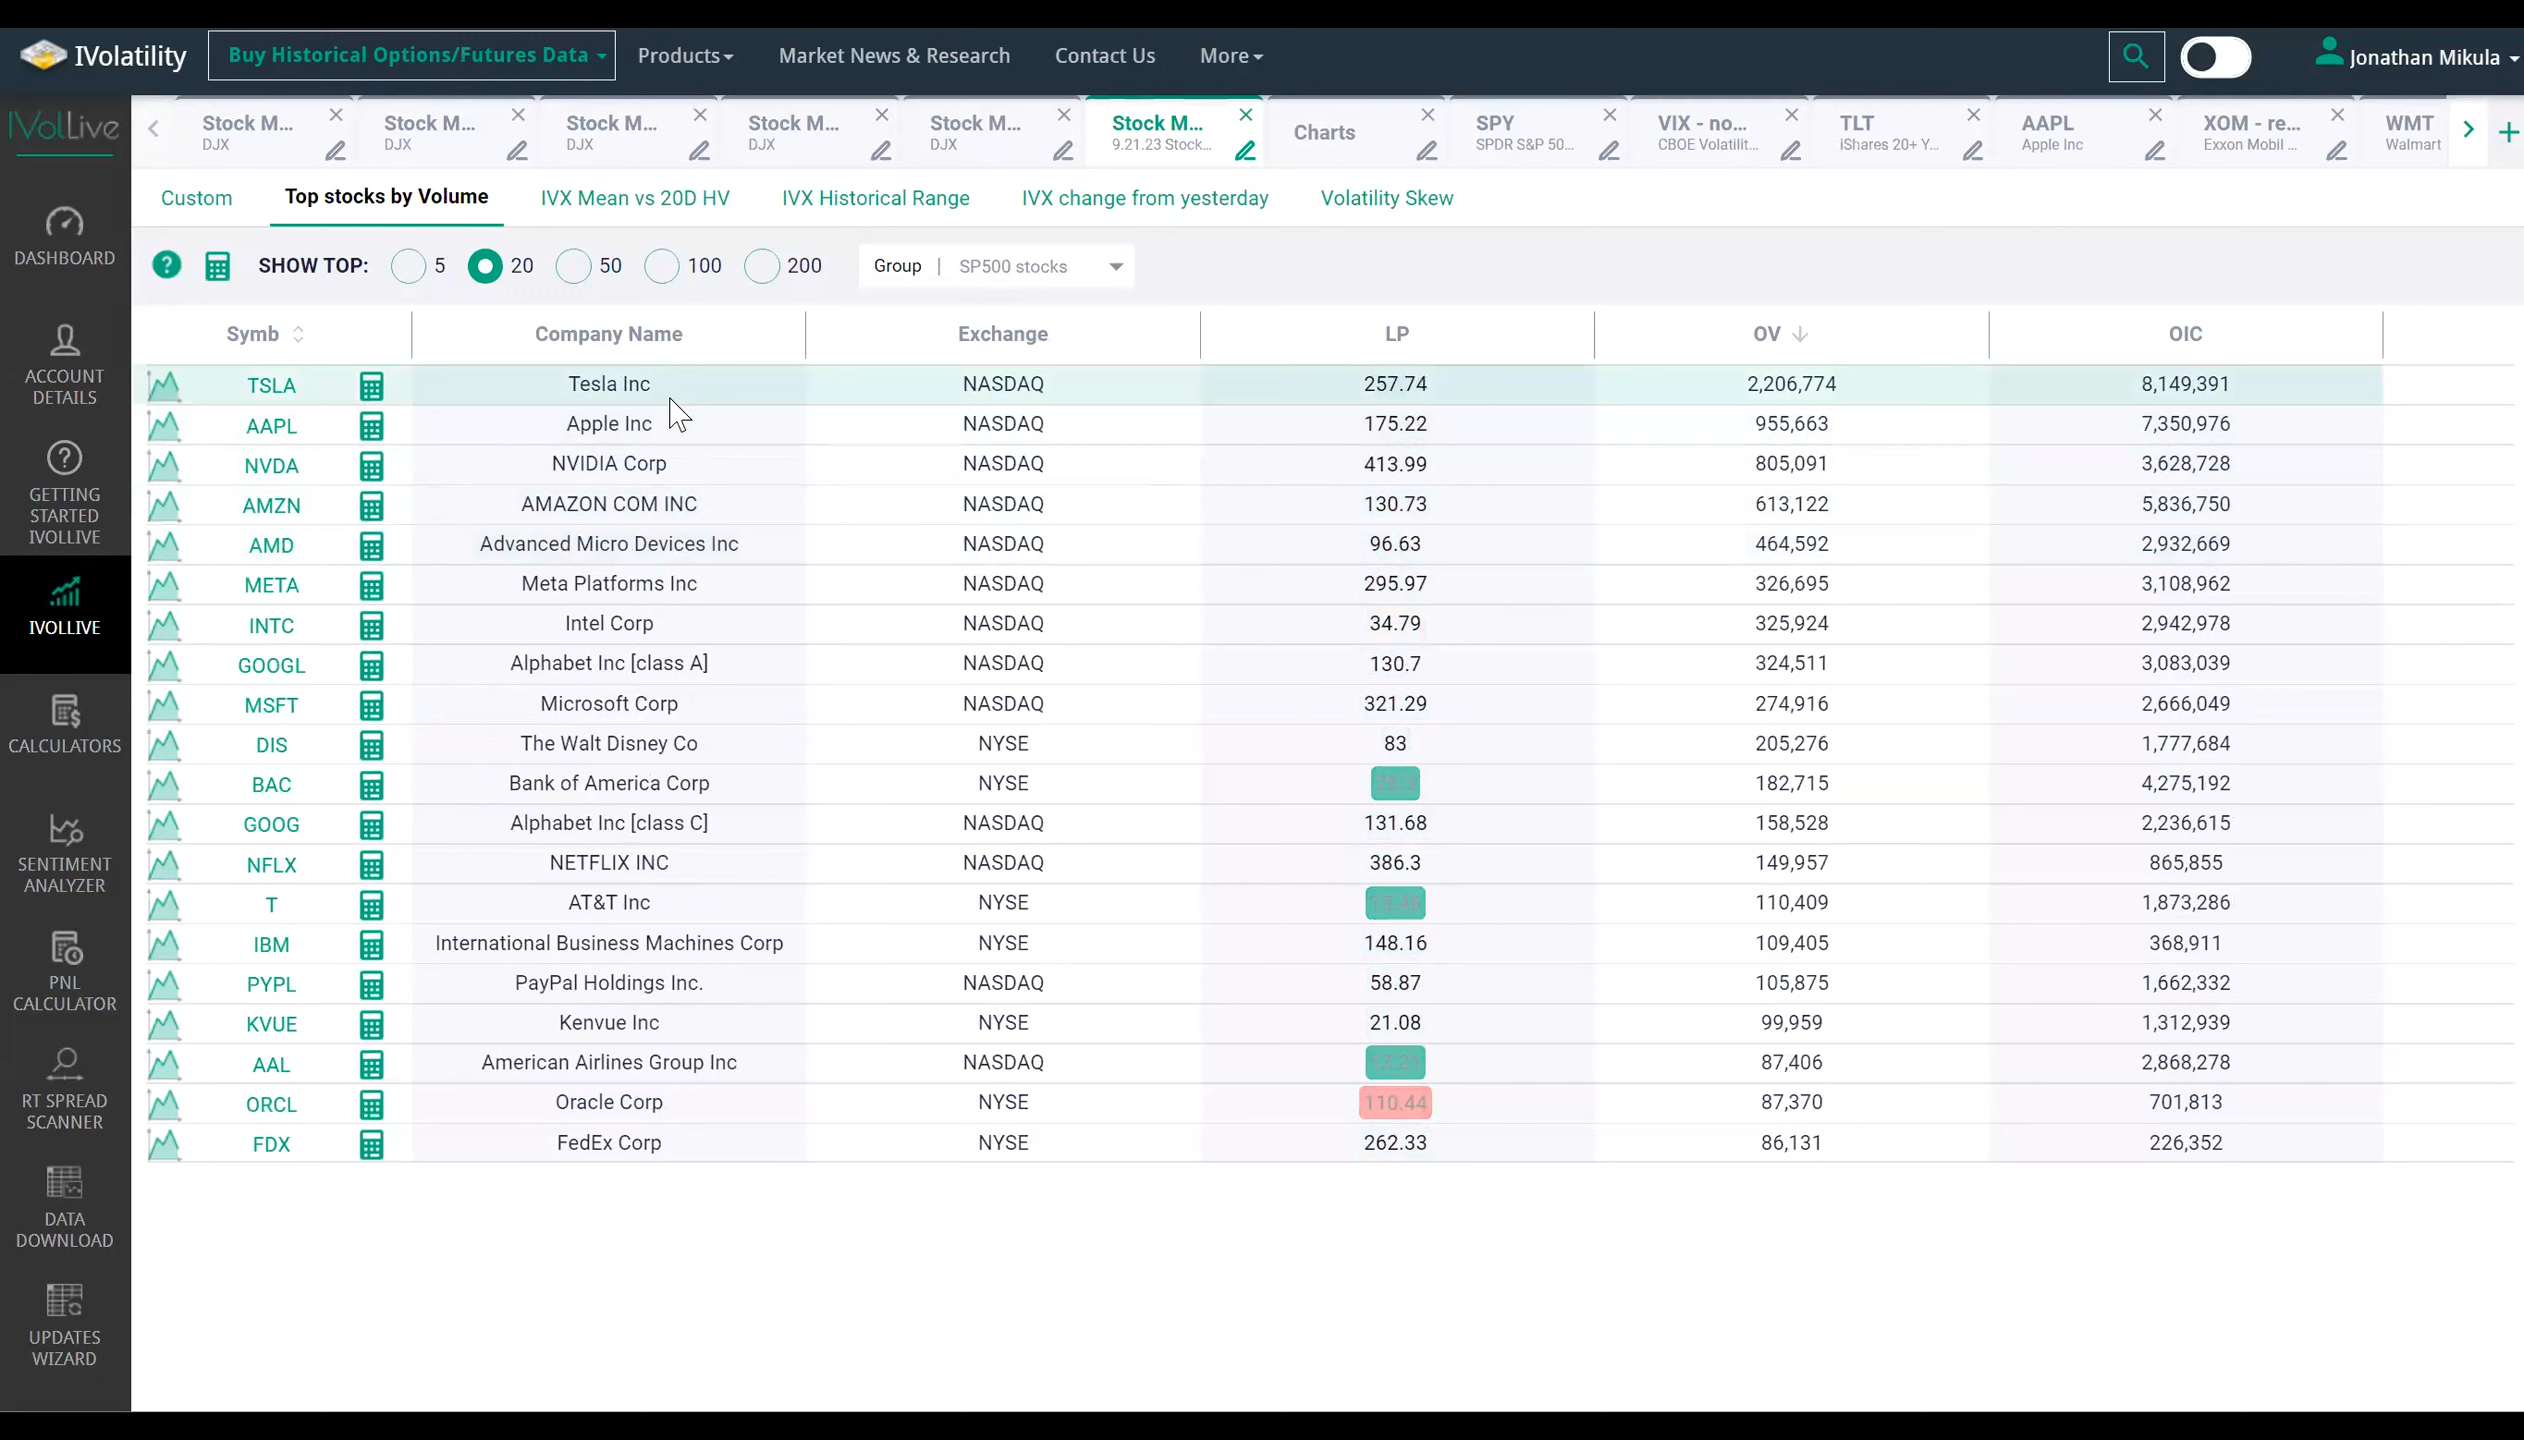 IVolatility
Buy Historical Options/Futures Data
Products
Market News & Research
Contact Us
More
Jonathan Mikula
IVolLive
Stock M...
DJX
Stock M...
DJX
Stock M...
DJX
Stock M...
DJX
Stock M...
DJX
Stock M...
9.21.23 Stock...
Charts
SPY
SPDR S&P 50...
VIX - no...
CBOE Volatilit...
TLT
iShares 20+ Y...
AAPL
Apple Inc
XOM - re...
Exxon Mobil ...
WMT
Walmart
DASHBOARD
ACCOUNT
DETAILS
GETTING
STARTED
IVOLLIVE
IVOLLIVE
CALCULATORS
SENTIMENT
ANALYZER
PNL
CALCULATOR
RT SPREAD
SCANNER
DATA
DOWNLOAD
UPDATES
WIZARD
Custom Top stocks by Volume IVX Mean vs 20D HV IVX Historical Range IVX change from yesterday Volatility Skew
? SHOW TOP: 5 20 50 100 200 Group | SP500 stocks
Symb Company Name Exchange LP OV OIC
TSLA Tesla Inc NASDAQ 257.74 2,206,774 8,149,391
AAPL Apple Inc NASDAQ 175.22 955,663 7,350,976
NVDA NVIDIA Corp NASDAQ 413.99 805,091 3,628,728
AMZN AMAZON COM INC NASDAQ 130.73 613,122 5,836,750
AMD Advanced Micro Devices Inc NASDAQ 96.63 464,592 2,932,669
META Meta Platforms Inc NASDAQ 295.97 326,695 3,108,962
INTC Intel Corp NASDAQ 34.79 325,924 2,942,978
GOOGL Alphabet Inc [class A] NASDAQ 130.7 324,511 3,083,039
MSFT Microsoft Corp NASDAQ 321.29 274,916 2,666,049
DIS The Walt Disney Co NYSE 83 205,276 1,777,684
BAC Bank of America Corp NYSE 182,715 4,275,192
GOOG Alphabet Inc [class C] NASDAQ 131.68 158,528 2,236,615
NFLX NETFLIX INC NASDAQ 386.3 149,957 865,855
T AT&T Inc NYSE 110,409 1,873,286
IBM International Business Machines Corp NYSE 148.16 109,405 368,911
PYPL PayPal Holdings Inc. NASDAQ 58.87 105,875 1,662,332
KVUE Kenvue Inc NYSE 21.08 99,959 1,312,939
AAL American Airlines Group Inc NASDAQ 87,406 2,868,278
ORCL Oracle Corp NYSE 110.44 87,370 701,813
FDX FedEx Corp NYSE 262.33 86,131 226,352